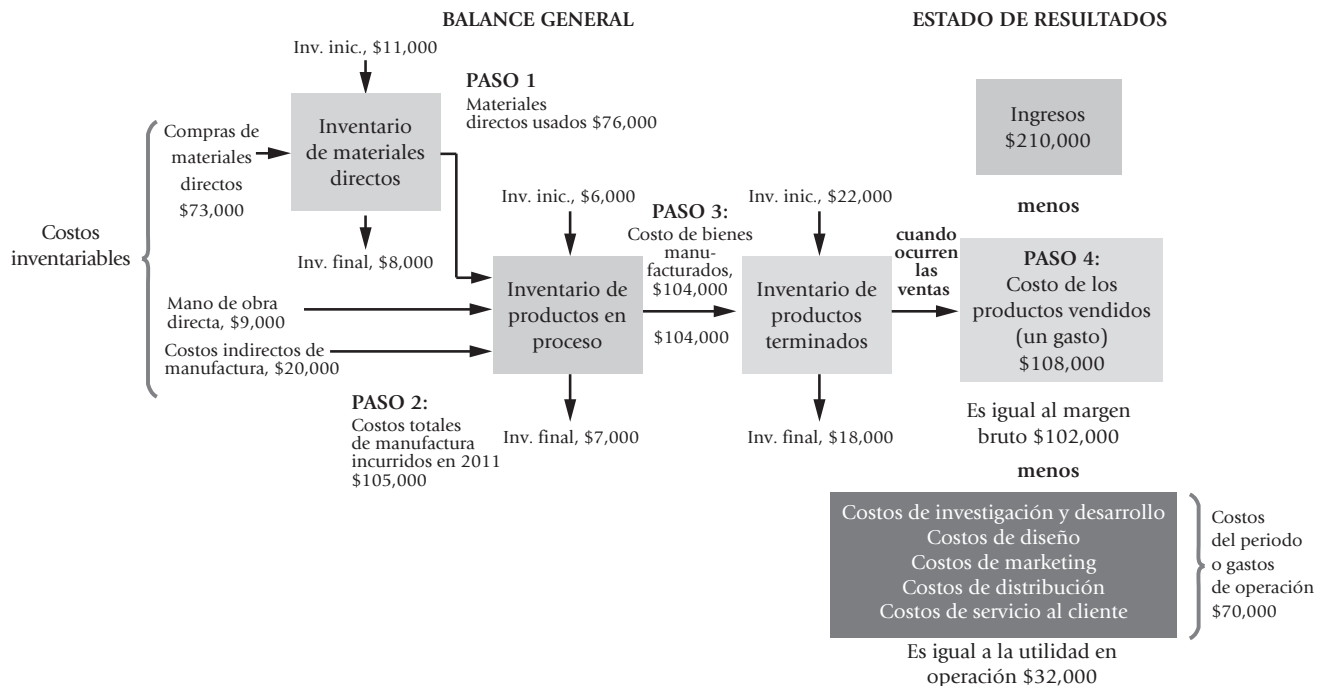 BALANCE GENERAL
ESTADO DE RESULTADOS
Inv. inic., $11,000
PASO 1
Materiales
directos usados $76,000
Compras de
materiales
directos
$73,000
Inventario
de materiales
directos
Inv. final, $8,000
Costos
inventariables
Mano de obra
directa, $9,000
Costos indirectos de
manufactura, $20,000
PASO 2:
Costos totales
de manufactura
incurridos en 2011
$105,000
Inv. inic., $6,000
Inventario de
productos en
proceso
Inv. final, $7,000
PASO 3:
Costo de bienes
manu-
facturados,
$104,000
$104,000
Inv. inic., $22,000
Inventario de
productos
terminados
Inv. final, $18,000
cuando
ocurren
las
ventas
Ingresos
$210,000
menos
PASO 4:
Costo de los
productos vendidos
(un gasto)
$108,000
Es igual al margen
bruto $102,000
menos
Costos de investigación y desarrollo
Costos de diseño
Costos de marketing
Costos de distribución
Costos de servicio al cliente
Costos
del periodo
o gastos
de operación
$70,000
Es igual a la utilidad en
operación $32,000